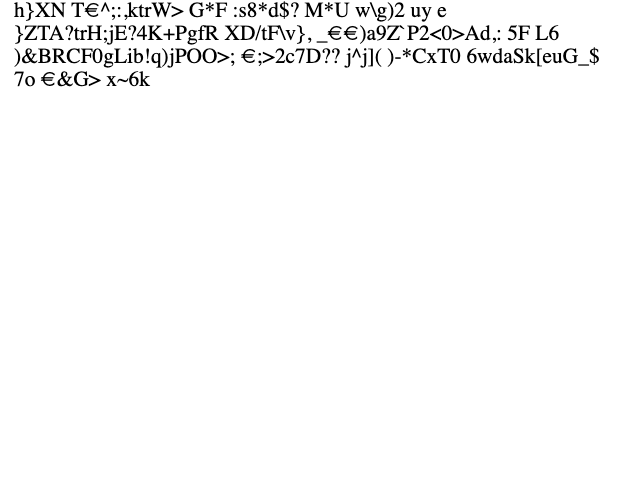 h}XN T€^;:,ktrW> G*F :s8*d$? M*U w\g)2 uy e
}ZTA?trH;jE?4K+PgfR XD/tF\v}, _€€)a9Z`P2<0>Ad,: 5F L6
)&BRCF0gLib!q)jPOO>; €;>2c7D?? j^j]( )-*CxT0 6wdaSk[euG_$
7o €&G> x~6k